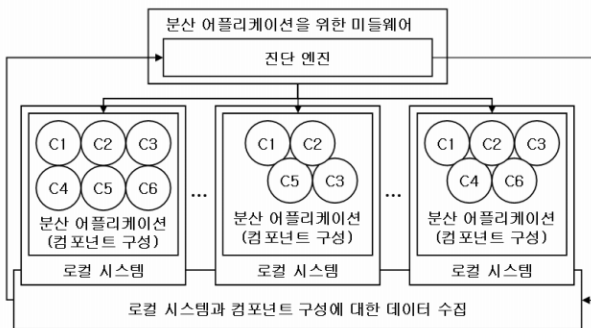 분산 어플리케이션을 위한 미들웨어
진단 엔진
C1 C2 C3
C4 C5 C6
분산 어플리케이션
(컴포넌트 구성)
로컬 시스템
...
C1 C2
C5 C3
분산 어플리케이션
(컴포넌트 구성)
로컬 시스템
...
C1 C2 C3
C4 C6
분산 어플리케이션
(컴포넌트 구성)
로컬 시스템
로컬 시스템과 컴포넌트 구성에 대한 데이터 수집